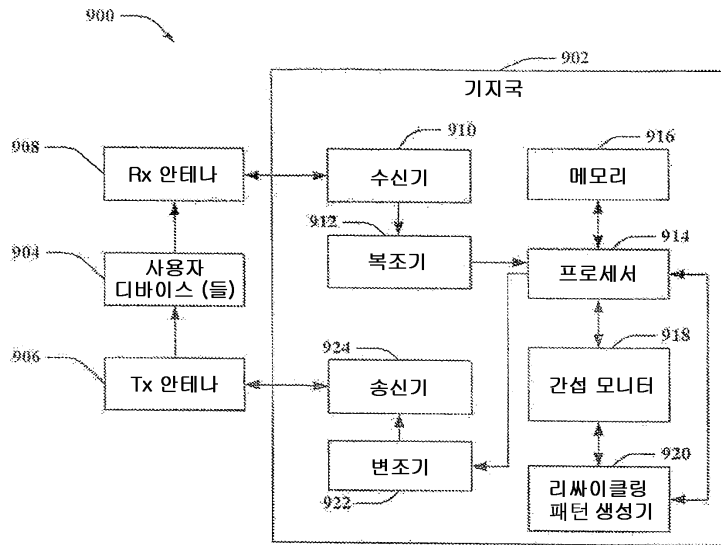 900
902
기지국
908
Rx 안테나
910
수신기
916
메모리
912
복조기
914
프로세서
904
사용자
디바이스 (들)
906
Tx 안테나
924
송신기
918
간섭 모니터
변조기
922
920
리싸이클링
패턴 생성기